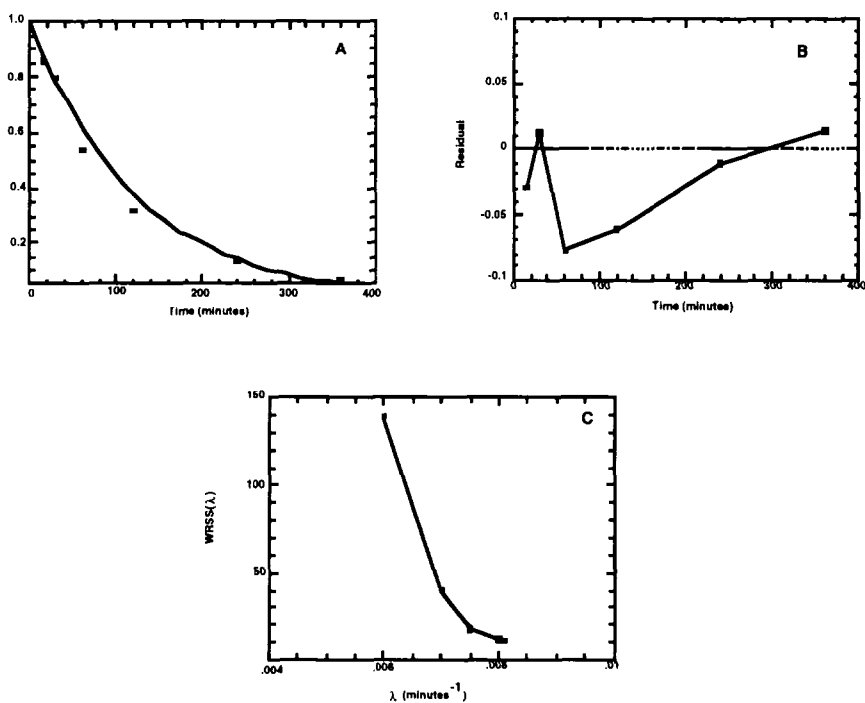 1.0
0.8
0.6
0.4
0.2
0 100 200 300 400
Time (minutes)
A
0.1
0.05
0
-0.05
-0.1
0 100 200 300 400
Residual
Time (minutes)
B
150
100
50
.004 .006 .008 .01
WRSS(λ)
λ (minutes⁻¹)
C